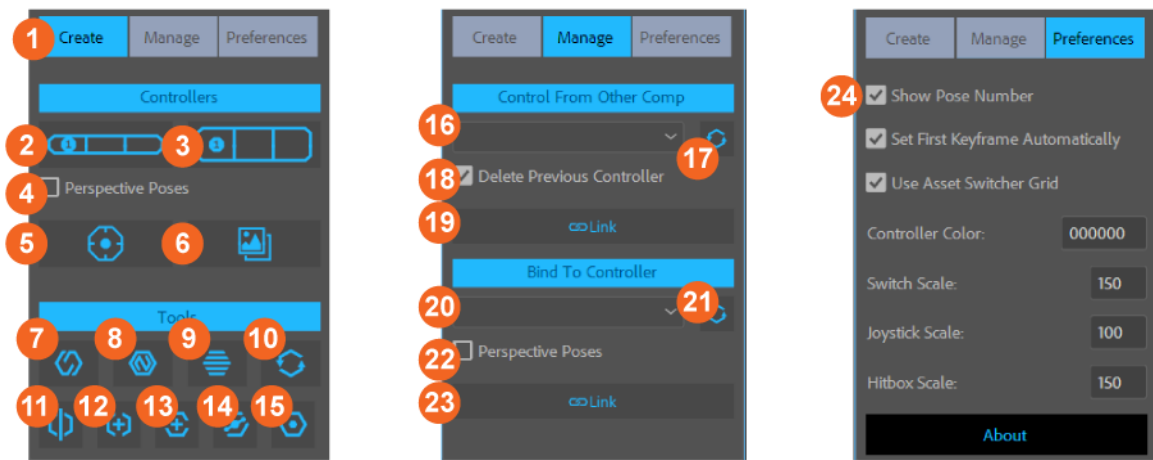 1 Create Manage Preferences
Controllers
2 1 3 1
4 Perspective Poses
5 6
Tools
7 8 9 10
11 12 13 14 15
Create Manage Preferences
Control From Other Comp
16
17
18 Delete Previous Controller
19 Link
Bind To Controller
20 21
22 Perspective Poses
23 Link
Create Manage Preferences
24 Show Pose Number
Set First Keyframe Automatically
Use Asset Switcher Grid
Controller Color: 000000
Switch Scale: 150
Joystick Scale: 100
Hitbox Scale: 150
About